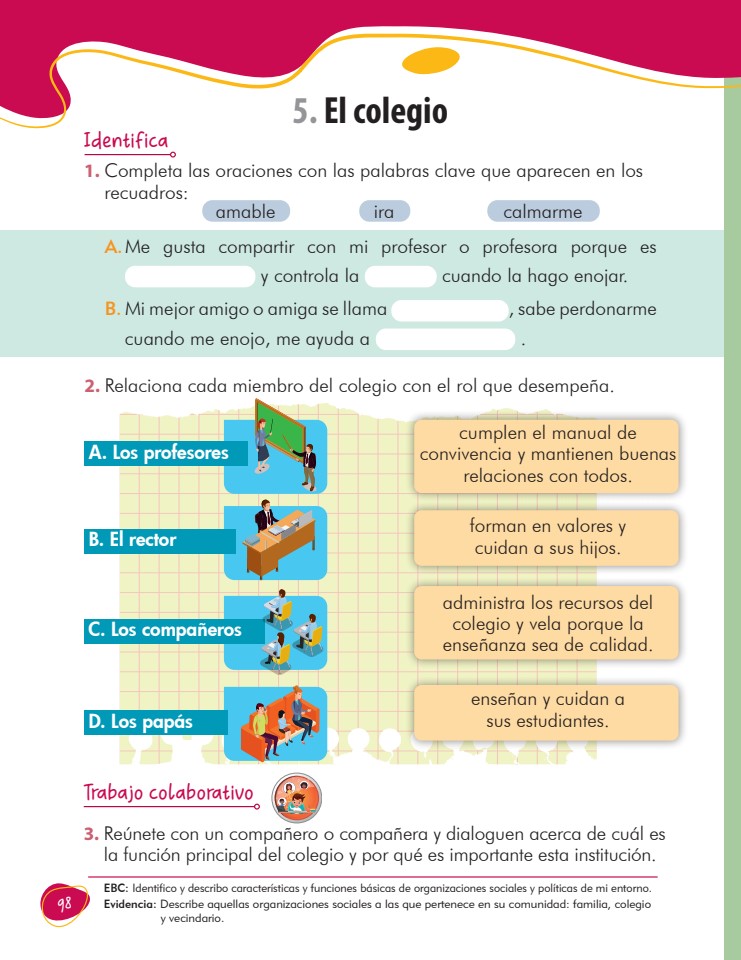 5. El colegio
Identifica
1. Completa las oraciones con las palabras clave que aparecen en los
recuadros:
amable ira calmarme
A. Me gusta compartir con mi profesor o profesora porque es
y controla la cuando la hago enojar.
B. Mi mejor amigo o amiga se llama , sabe perdonarme
cuando me enojo, me ayuda a .
2. Relaciona cada miembro del colegio con el rol que desempeña.
A. Los profesores
cumplen el manual de
convivencia y mantienen buenas
relaciones con todos.
B. El rector
forman en valores y
cuidan a sus hijos.
C. Los compañeros
administra los recursos del
colegio y vela porque la
enseñanza sea de calidad.
D. Los papás
enseñan y cuidan a
sus estudiantes.
Trabajo colaborativo
3. Reúnete con un compañero o compañera y dialoguen acerca de cuál es
la función principal del colegio y por qué es importante esta institución.
EBC: Identifico y describo características y funciones básicas de organizaciones sociales y políticas de mi entorno.
Evidencia: Describe aquellas organizaciones sociales a las que pertenece en su comunidad: familia, colegio
y vecindario.
98